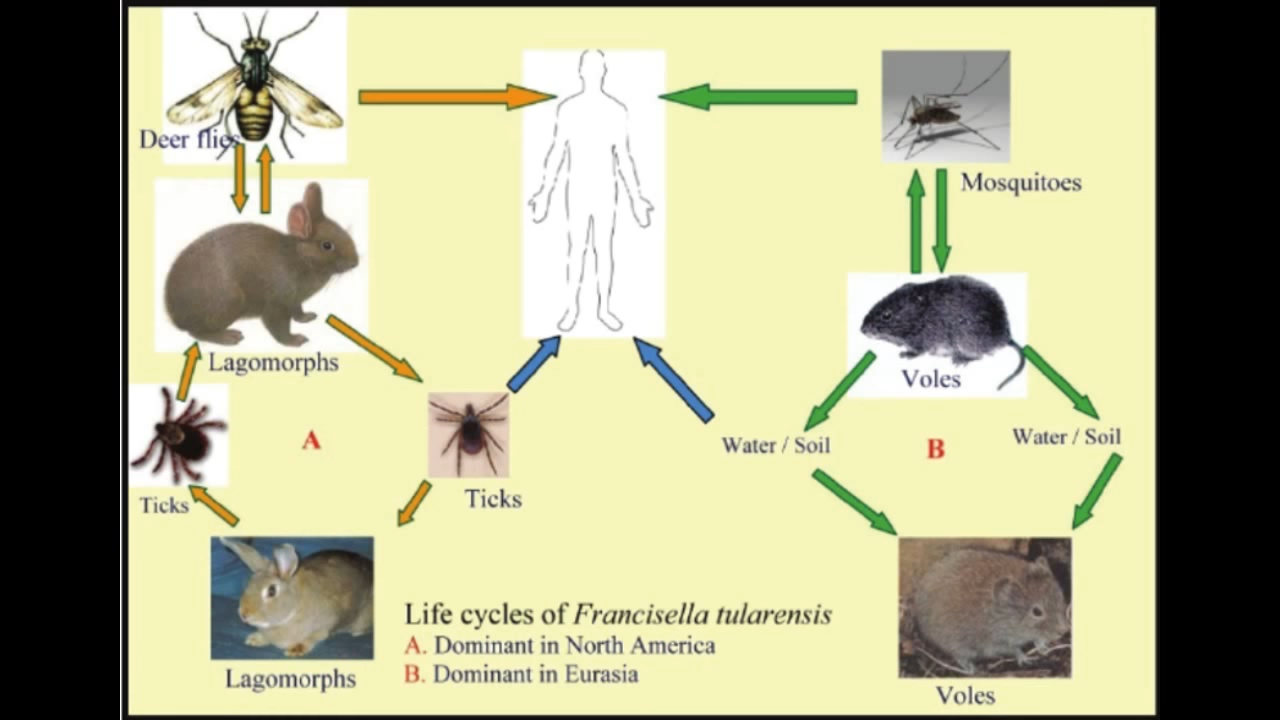 Deer flies
Mosquitoes
Lagomorphs
Voles
A
B
Water / Soil
Water / Soil
Ticks
Ticks
Life cycles of Francisella tularensis
A. Dominant in North America
B. Dominant in Eurasia
Lagomorphs
Voles